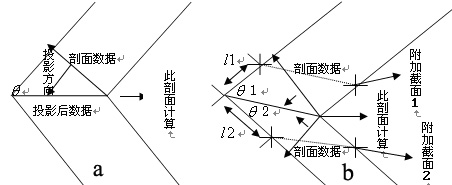 投影方向
剖面数据
θ
投影后数据
此剖面计算
a
l1
θ1
θ2
l2
剖面数据
剖面数据
此剖面计算
附加截面1
附加截面2
b